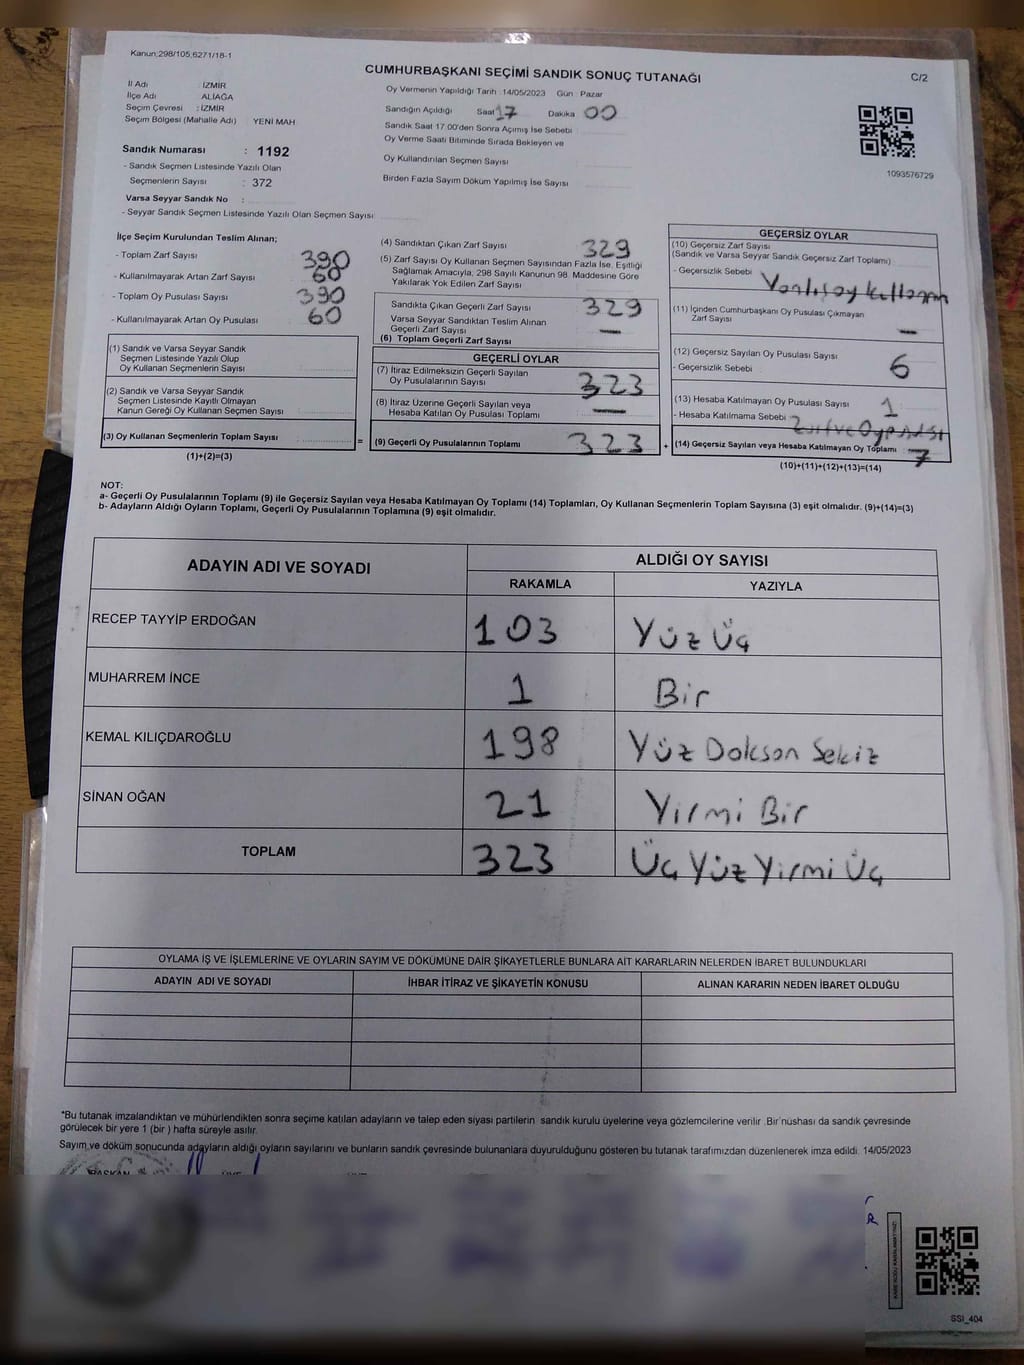 Kanun;298/105,6271/18-1
CUMHURBAŞKANI SEÇİMİ SANDIK SONUÇ TUTANAĞI
C/2
İl Adı : İZMİR
İlçe Adı ALİAĞA
Seçim Çevresi : İZMİR
Seçim Bölgesi (Mahalle Adı) YENİ MAH
Oy Vermenin Yapıldığı Tarih :14/05/2023 Gün : Pazar
Sandığın Açıldığı Saat 17 Dakika 00
Sandık Saat 17.00'den Sonra Açımış İse Sebebi
Oy Verme Saati Bitiminde Sırada Bekleyen ve
Oy Kullandırılan Seçmen Sayısı
Birden Fazla Sayım Döküm Yapılmış İse Sayısı
1093576729
Sandık Numarası : 1192
- Sandık Seçmen Listesinde Yazılı Olan
Seçmenlerin Sayısı : 372
Varsa Seyyar Sandık No :
- Seyyar Sandık Seçmen Listesinde Yazılı Olan Seçmen Sayısı:
İlçe Seçim Kurulundan Teslim Alınan;
- Toplam Zarf Sayısı 390
- Kullanılmayarak Artan Zarf Sayısı : 60
- Toplam Oy Pusulası Sayısı 390
- Kullanılmayarak Artan Oy Pusulası 60
(1) Sandık ve Varsa Seyyar Sandık
Seçmen Listesinde Yazılı Olup
Oy Kullanan Seçmenlerin Sayısı
(2) Sandık ve Varsa Seyyar Sandık
Seçmen Listesinde Kayıtlı Olmayan
Kanun Gereği Oy Kullanan Seçmen Sayısı
(3) Oy Kullanan Seçmenlerin Toplam Sayısı =
(1)+(2)=(3)
(4) Sandıktan Çıkan Zarf Sayısı 329
(5) Zarf Sayısı Oy Kullanan Seçmen Sayısından Fazla İse, Eşitliği
Sağlamak Amacıyla, 298 Sayılı Kanunun 98. Maddesine Göre
Yakılarak Yok Edilen Zarf Sayısı
Sandıkta Çıkan Geçerli Zarf Sayısı 329
Varsa Seyyar Sandıktan Teslim Alınan
Geçerli Zarf Sayısı —
(6) Toplam Geçerli Zarf Sayısı
GEÇERLİ OYLAR
(7) İtiraz Edilmeksizin Geçerli Sayılan
Oy Pusulalarının Sayısı 323
(8) İtiraz Üzerine Geçerli Sayılan veya
Hesaba Katılan Oy Pusulası Toplamı —
(9) Geçerli Oy Pusulalarının Toplamı 323 +
GEÇERSİZ OYLAR
(10) Geçersiz Zarf Sayısı
(Sandık ve Varsa Seyyar Sandık Geçersiz Zarf Toplamı)
- Geçersizlik Sebebi
(11) İçinden Cumhurbaşkanı Oy Pusulası Çıkmayan
Zarf Sayısı —
(12) Geçersiz Sayılan Oy Pusulası Sayısı 6
- Geçersizlik Sebebi
(13) Hesaba Katılmayan Oy Pusulası Sayısı 1
- Hesaba Katılmama Sebebi
(14) Geçersiz Sayılan veya Hesaba Katılmayan Oy Toplamı 7
(10)+(11)+(12)+(13)=(14)
NOT:
a- Geçerli Oy Pusulalarının Toplamı (9) ile Geçersiz Sayılan veya Hesaba Katılmayan Oy Toplamı (14) Toplamları, Oy Kullanan Seçmenlerin Toplam Sayısına (3) eşit olmalıdır. (9)+(14)=(3)
b- Adayların Aldığı Oyların Toplamı, Geçerli Oy Pusulalarının Toplamına (9) eşit olmalıdır.
ADAYIN ADI VE SOYADI ALDIĞI OY SAYISI
RAKAMLA YAZIYLA
RECEP TAYYİP ERDOĞAN 103 Yüz Üç
MUHARREM İNCE 1 Bir
KEMAL KILIÇDAROĞLU 198 Yüz Dokson Sekiz
SİNAN OĞAN 21 Yirmi Bir
TOPLAM 323 Üç Yüz Yirmi Üç
OYLAMA İŞ VE İŞLEMLERİNE VE OYLARIN SAYIM VE DÖKÜMÜNE DAİR ŞİKAYETLERLE BUNLARA AİT KARARLARIN NELERDEN İBARET BULUNDUKLARI
ADAYIN ADI VE SOYADI İHBAR İTİRAZ VE ŞİKAYETİN KONUSU ALINAN KARARIN NEDEN İBARET OLDUĞU
*Bu tutanak imzalandıktan ve mühürlendikten sonra seçime katılan adayların ve talep eden siyasi partilerin sandık kurulu üyelerine veya gözlemcilerine verilir .Bir nüshası da sandık çevresinde
görülecek bir yere 1 (bir ) hafta süreyle asılır.
Sayım ve döküm sonucunda adayların aldığı oyların sayılarını ve bunların sandık çevresinde bulunanlara duyurulduğunu gösteren bu tutanak tarafımızdan düzenlenerek imza edildi. 14/05/2023
BAŞKAN
SSI_404